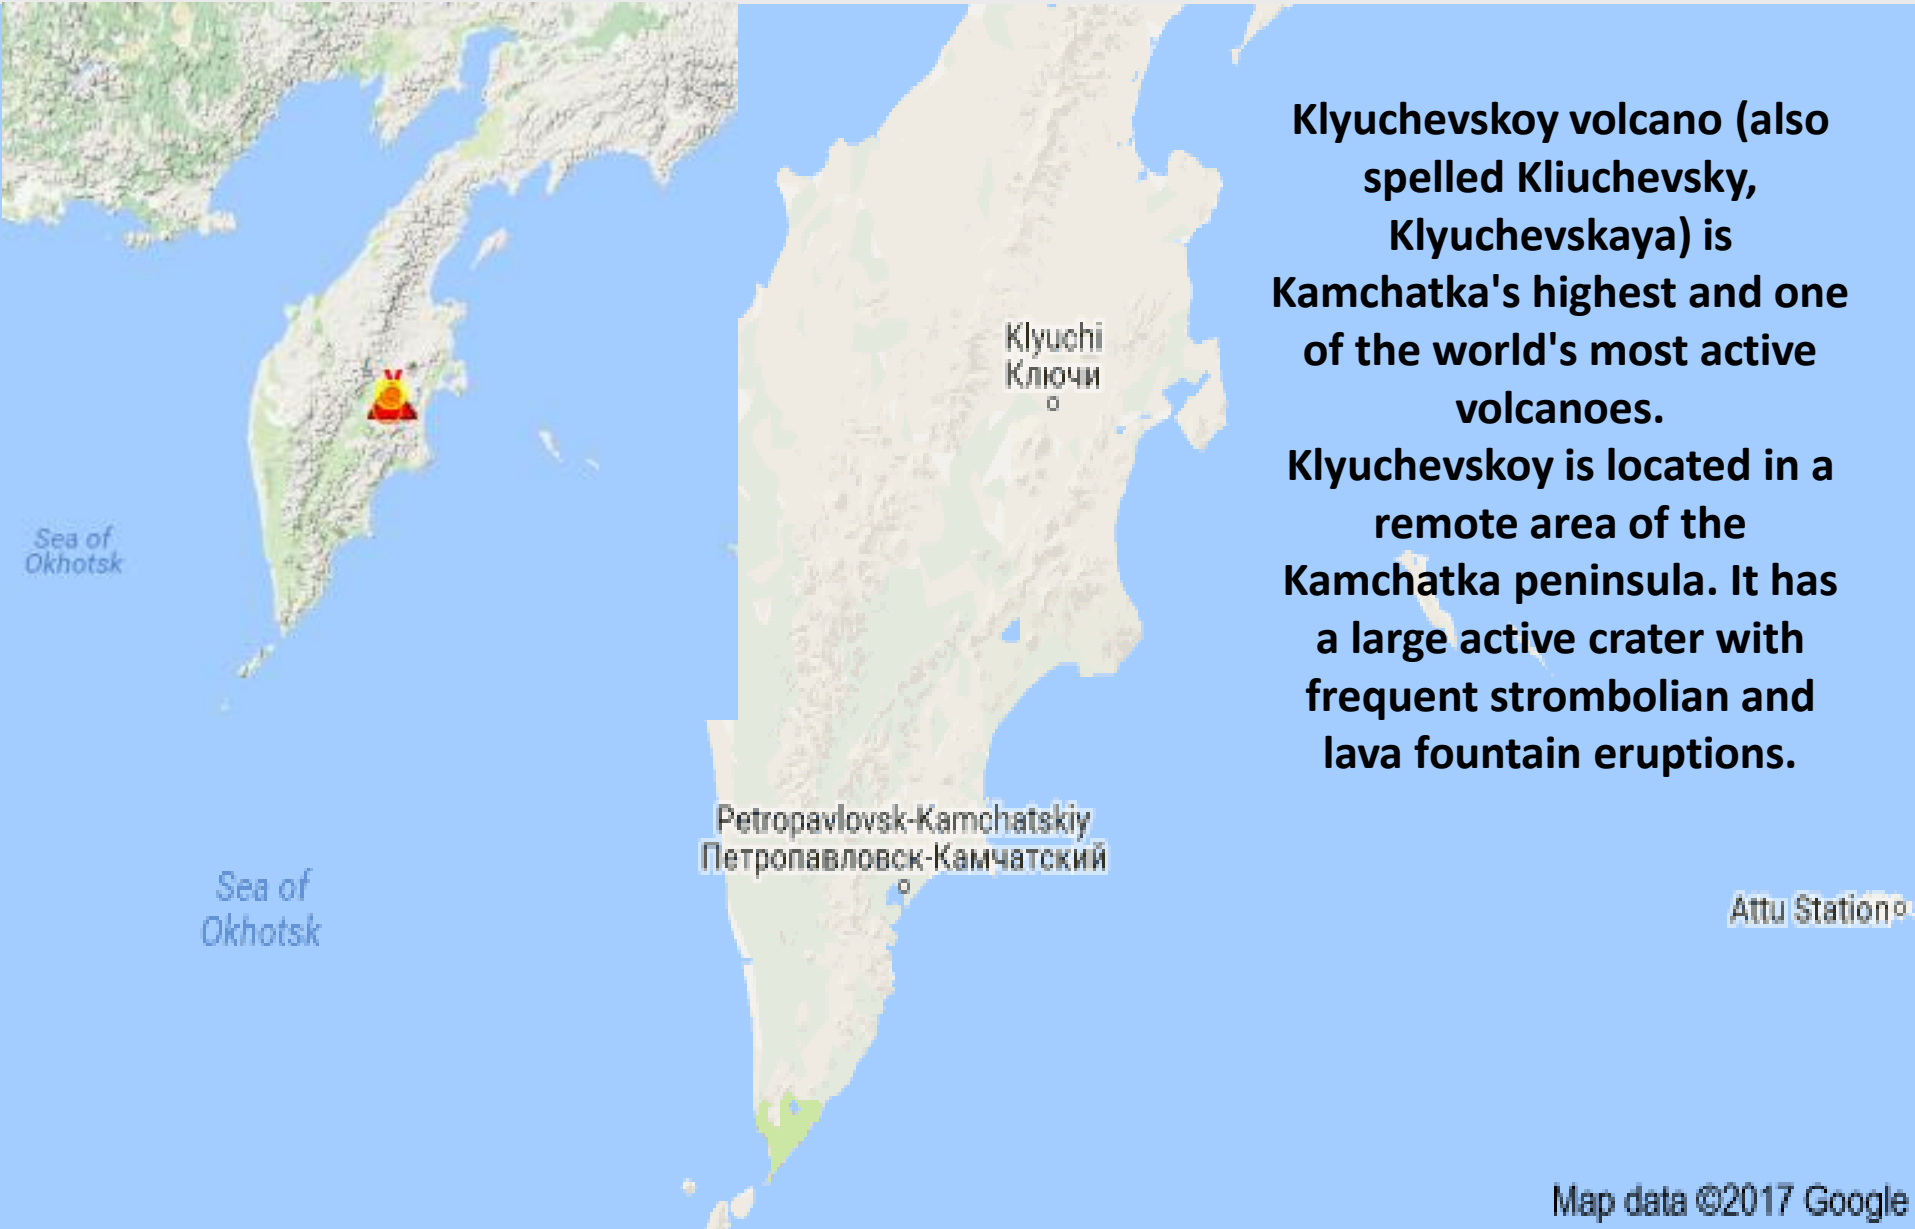 Klyuchevskoy volcano (also
spelled Kliuchevsky,
Klyuchevskaya) is
Kamchatka's highest and one
of the world's most active
volcanoes.
Klyuchevskoy is located in a
remote area of the
Kamchatka peninsula. It has
a large active crater with
frequent strombolian and
lava fountain eruptions.
Klyuchi
Ключи
Sea of
Okhotsk
Petropavlovsk-Kamchatskiy
Петропавловск-Камчатский
Sea of
Okhotsk
Attu Station
Map data ©2017 Google